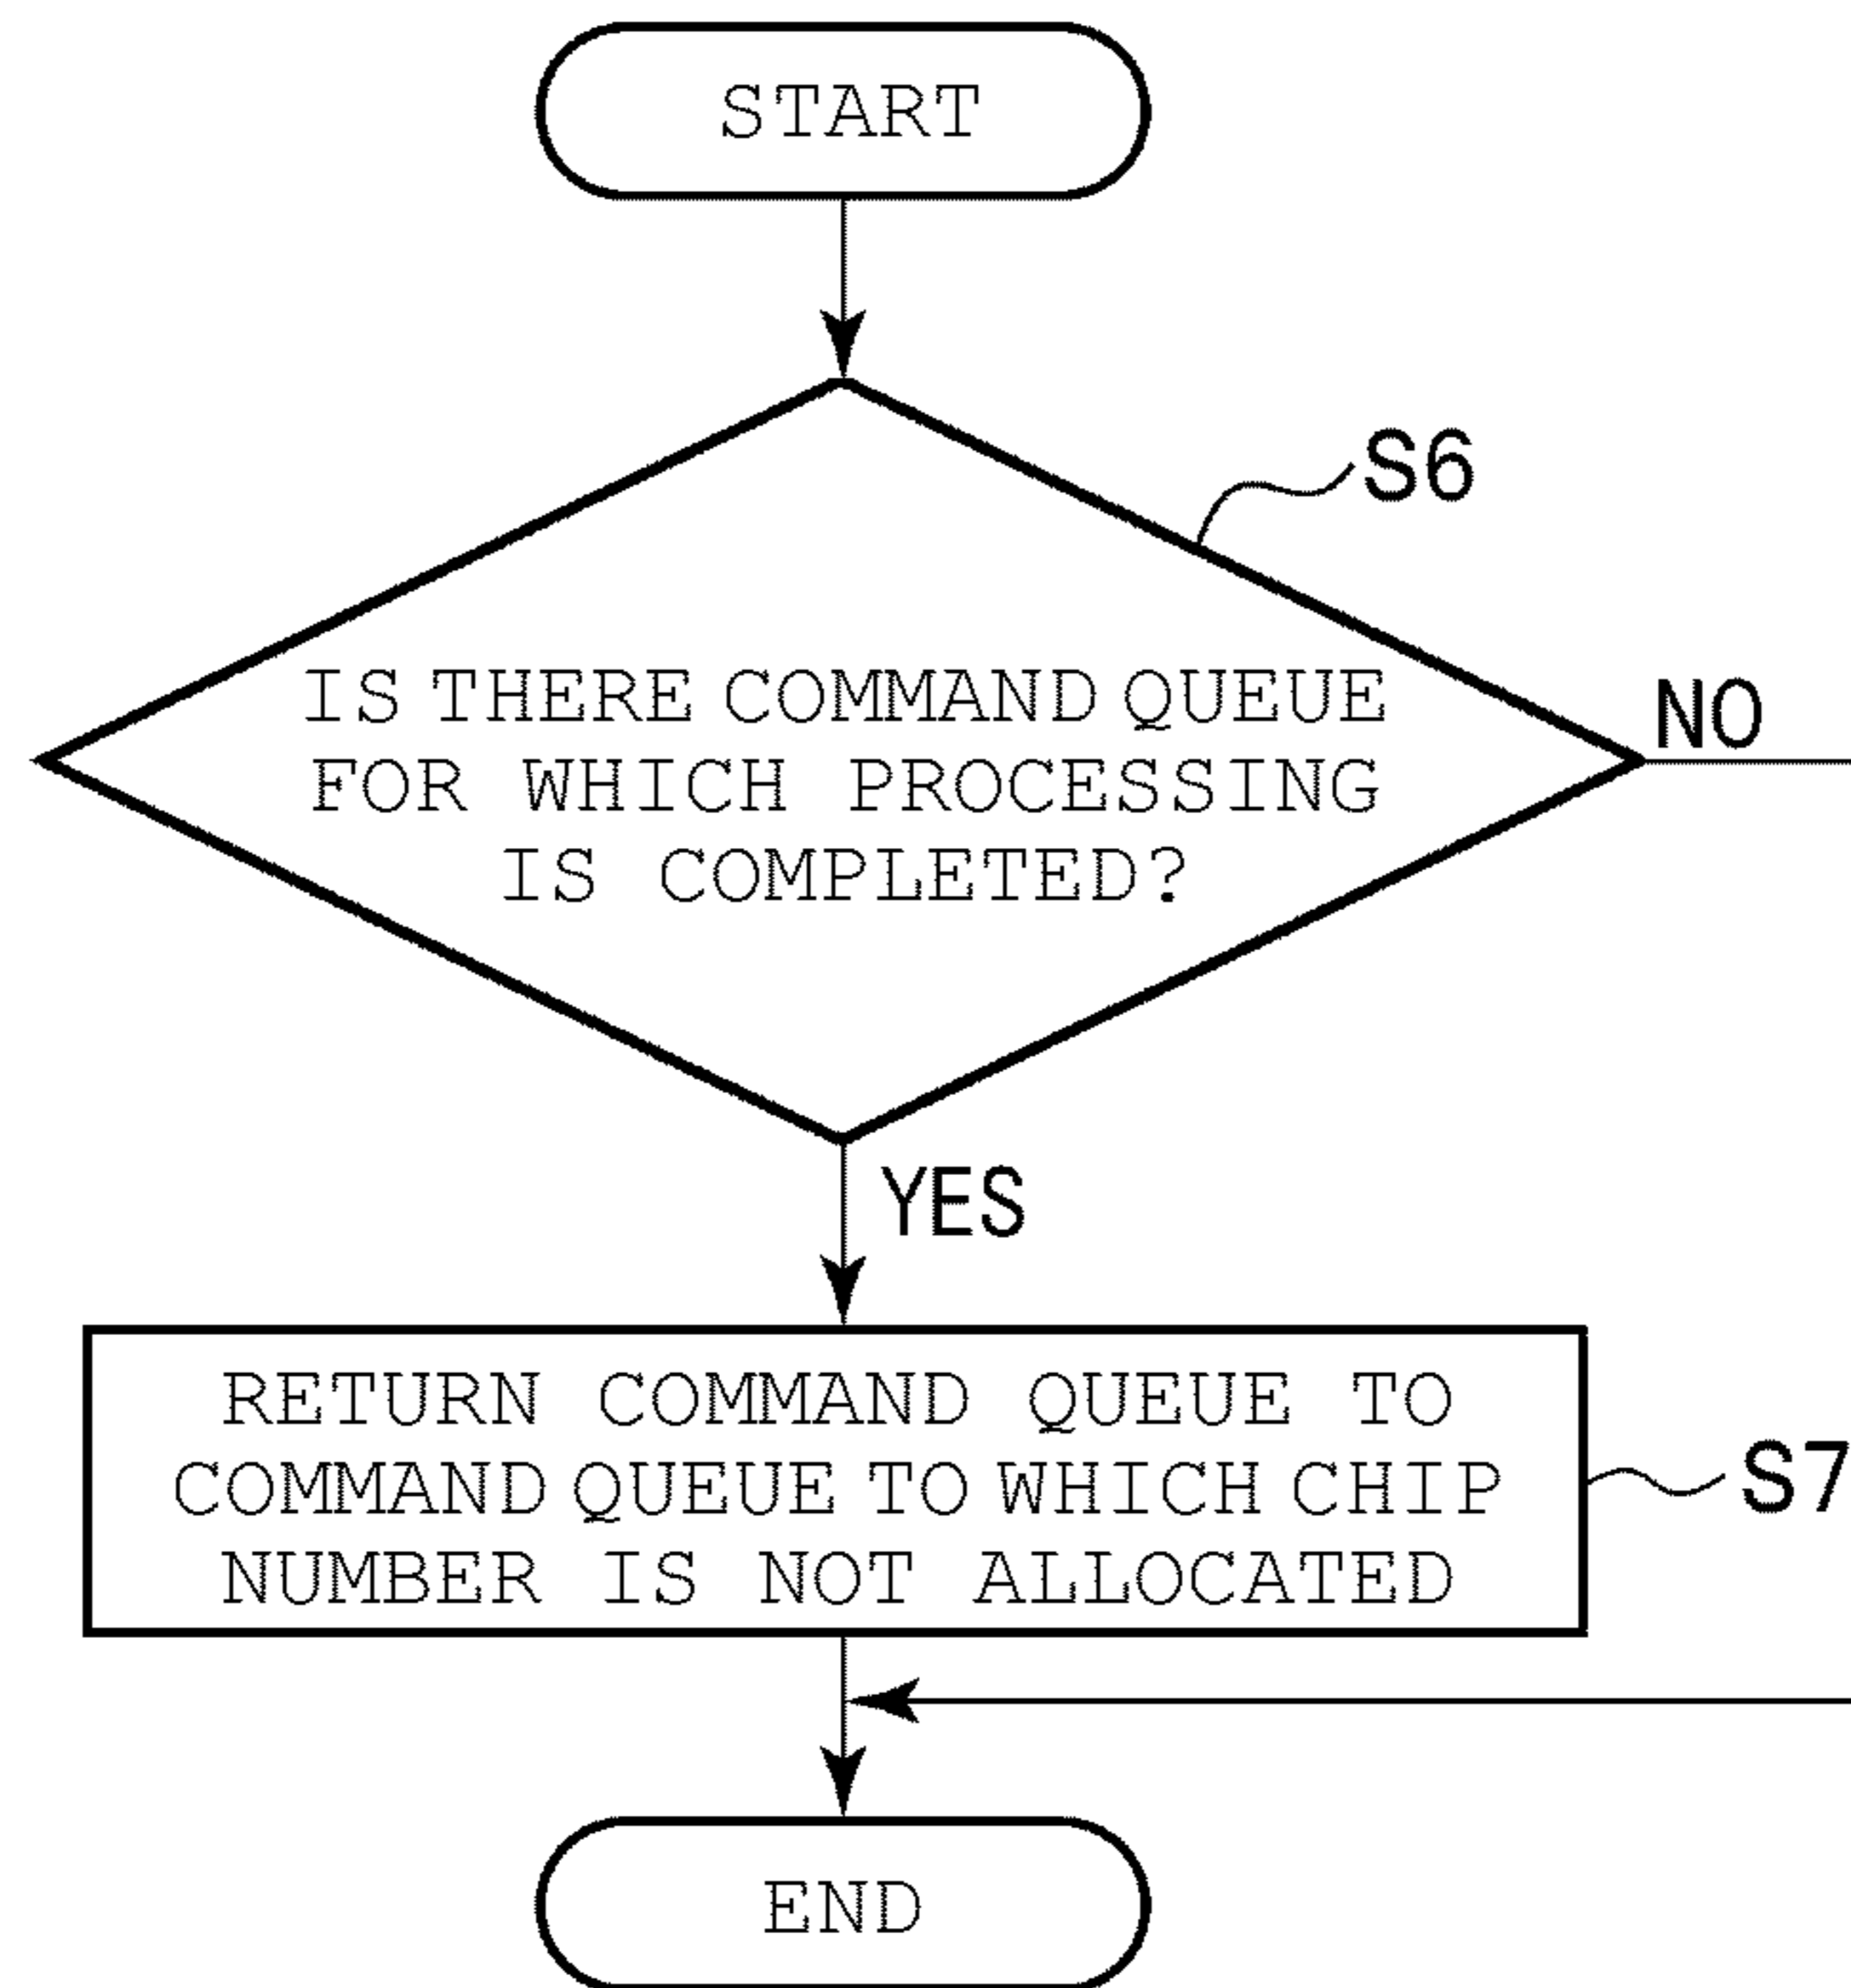 START
S6
IS THERE COMMAND QUEUE
FOR WHICH PROCESSING
IS COMPLETED?
NO
YES
RETURN COMMAND QUEUE TO
COMMAND QUEUE TO WHICH CHIP
NUMBER IS NOT ALLOCATED
S7
END